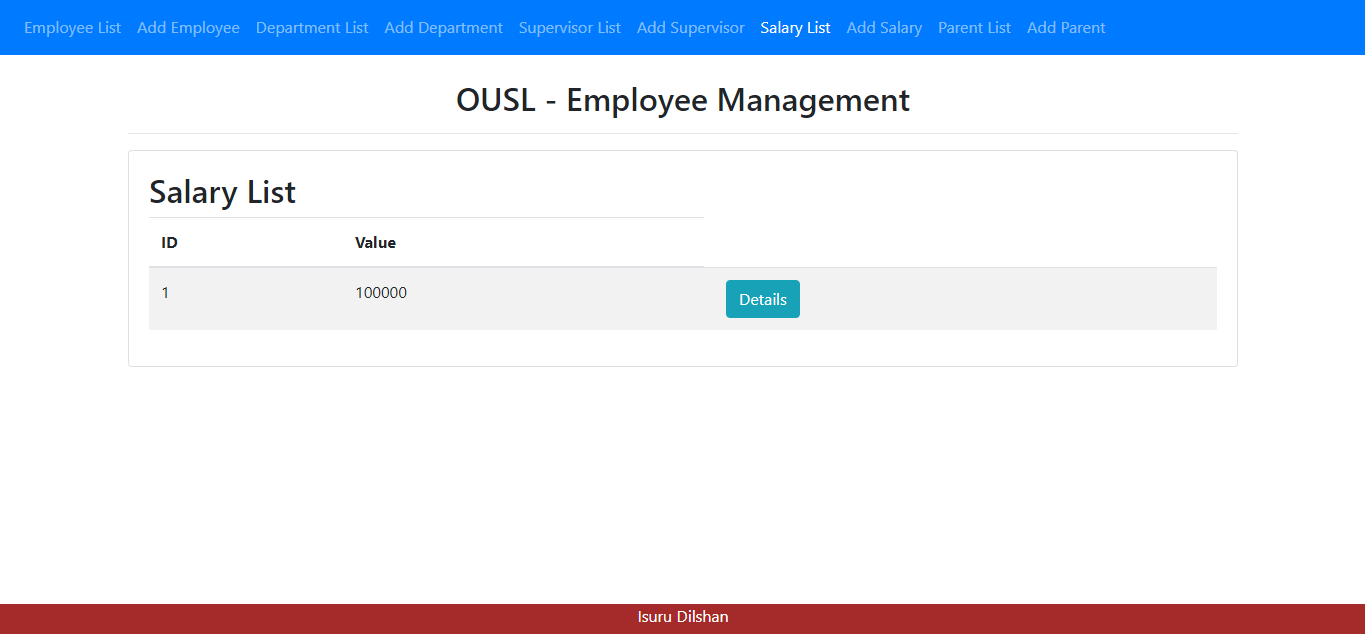 Employee List Add Employee Department List Add Department Supervisor List Add Supervisor Salary List Add Salary Parent List Add Parent
OUSL - Employee Management
Salary List
ID Value
1 100000 Details
Isuru Dilshan